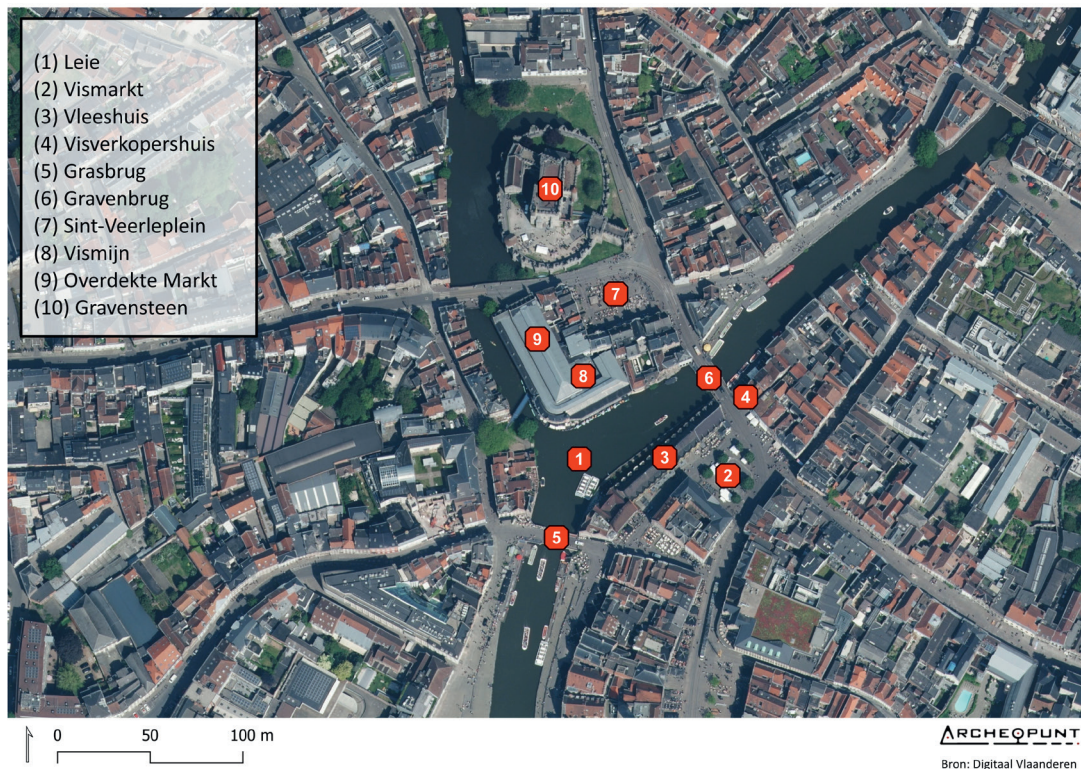 (1) Leie
(2) Vismarkt
(3) Vleeshuis
(4) Visverkopershuis
(5) Grasbrug
(6) Gravenbrug
(7) Sint-Veerleplein
(8) Vismijn
(9) Overdekte Markt
(10) Gravensteen
10
7
9
8
6
4
1
3
2
5
0 50 100 m
ARCHEOPUNT
Bron: Digitaal Vlaanderen